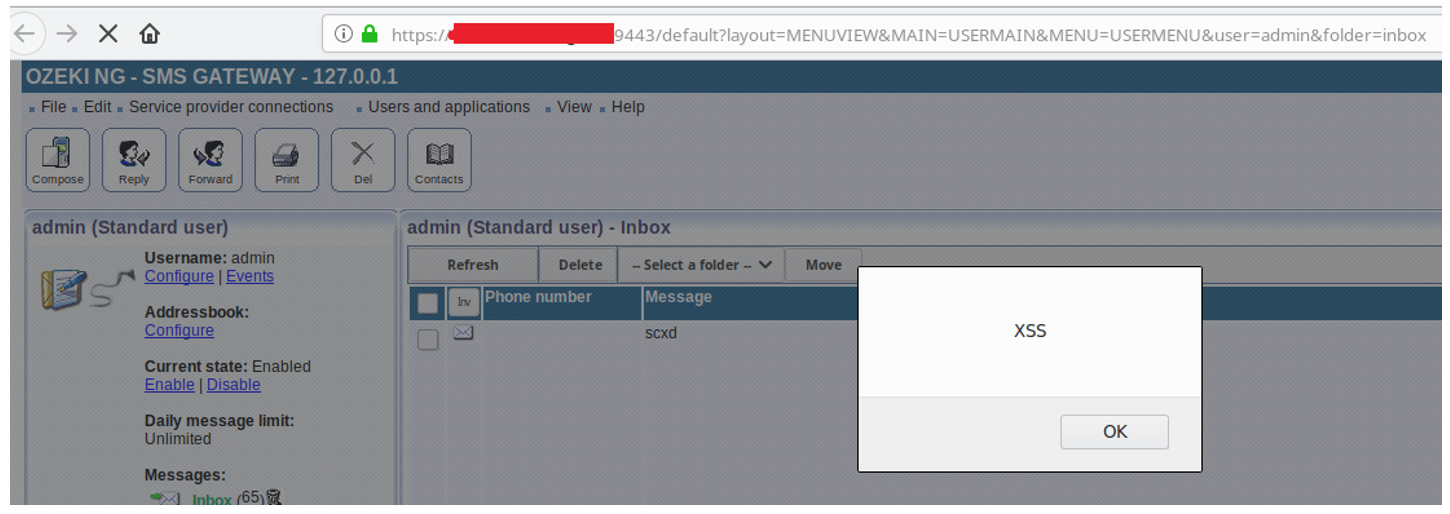 https:/ 9443/default?layout=MENUVIEW&MAIN=USERMAIN&MENU=USERMENU&user=admin&folder=inbox
OZEKI NG - SMS GATEWAY - 127.0.0.1
File Edit Service provider connections Users and applications View Help
Compose Reply Forward Print Del Contacts
admin (Standard user)
Username: admin
Configure | Events
Addressbook:
Configure
Current state: Enabled
Enable | Disable
Daily message limit:
Unlimited
Messages:
Inbox (65)
admin (Standard user) - Inbox
Refresh Delete -- Select a folder -- Move
Inv Phone number Message
scxd
XSS
OK